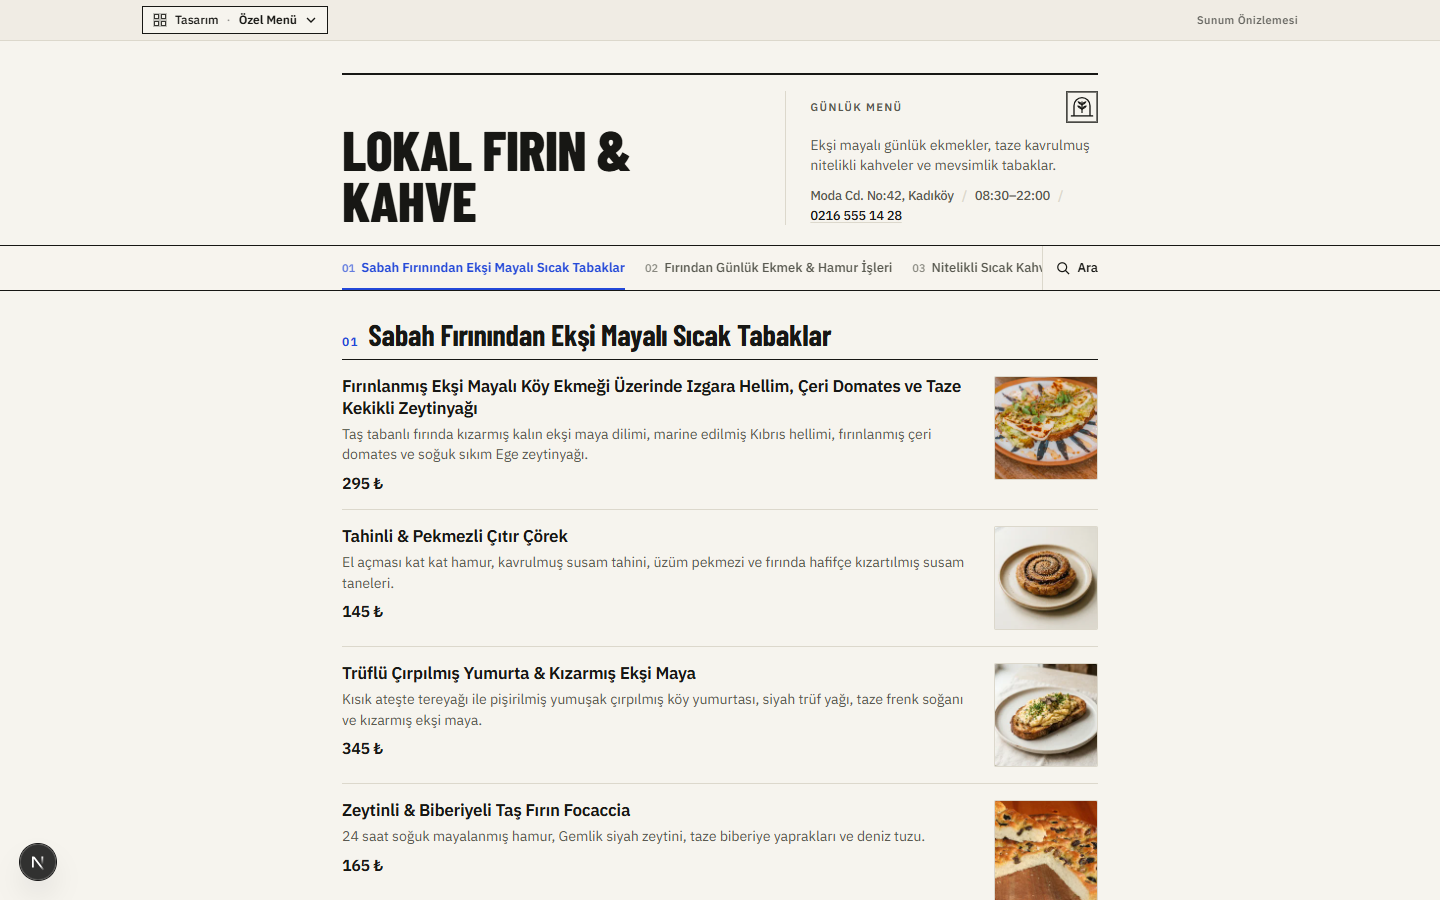 Tasarım · Özel Menü
Sunum Önizlemesi
LOKAL FIRIN &
KAHVE
GÜNLÜK MENÜ
Ekşi mayalı günlük ekmekler, taze kavrulmuş
nitelikli kahveler ve mevsimlik tabaklar.
Moda Cd. No:42, Kadıköy / 08:30–22:00 /
0216 555 14 28
01 Sabah Fırınından Ekşi Mayalı Sıcak Tabaklar 02 Fırından Günlük Ekmek & Hamur İşleri 03 Nitelikli Sıcak Ara
01 Sabah Fırınından Ekşi Mayalı Sıcak Tabaklar
Fırınlanmış Ekşi Mayalı Köy Ekmeği Üzerinde Izgara Hellim, Çeri Domates ve Taze
Kekikli Zeytinyağı
Taş tabanlı fırında kızarmış kalın ekşi maya dilimi, marine edilmiş Kıbrıs hellimi, fırınlanmış çeri
domates ve soğuk sıkım Ege zeytinyağı.
295 ₺
Tahinli & Pekmezli Çıtır Çörek
El açması kat kat hamur, kavrulmuş susam tahini, üzüm pekmezi ve fırında hafifçe kızartılmış susam
taneleri.
145 ₺
Trüflü Çırpılmış Yumurta & Kızarmış Ekşi Maya
Kısık ateşte tereyağı ile pişirilmiş yumuşak çırpılmış köy yumurtası, siyah trüf yağı, taze frenk soğanı
ve kızarmış ekşi maya.
345 ₺
Zeytinli & Biberiyeli Taş Fırın Focaccia
24 saat soğuk mayalanmış hamur, Gemlik siyah zeytini, taze biberiye yaprakları ve deniz tuzu.
165 ₺
N